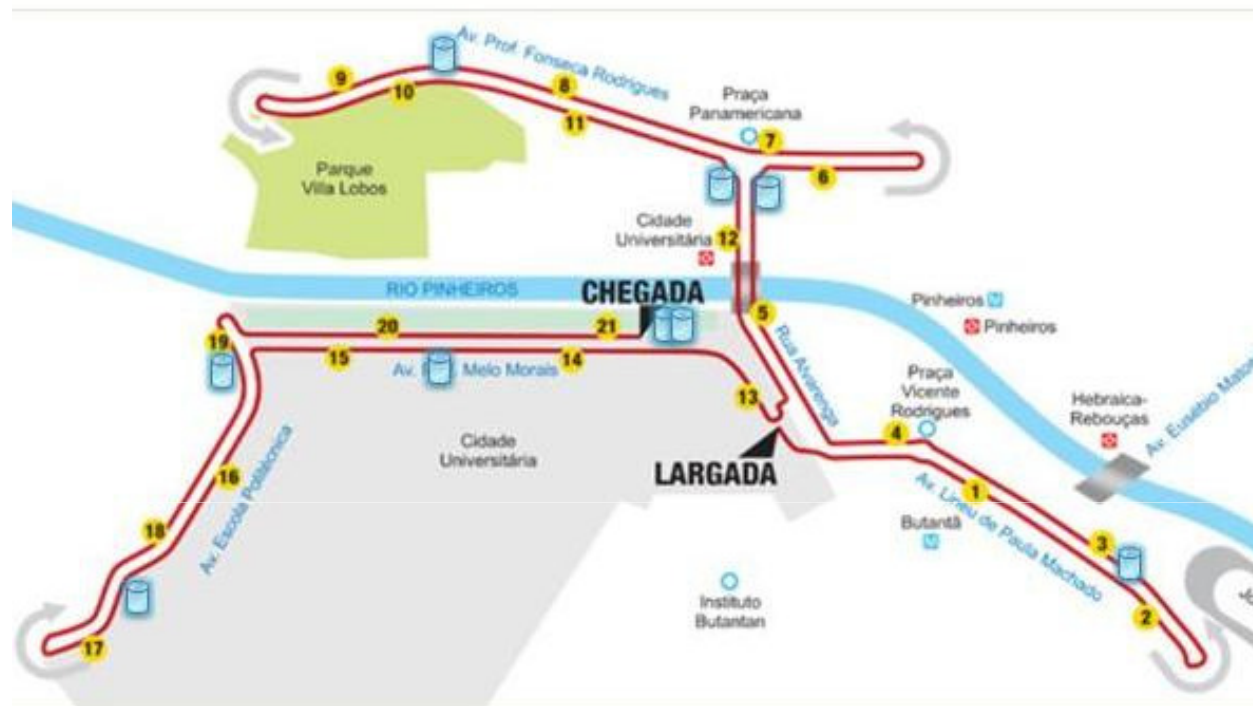 Av. Prof. Fonseca Rodrigues
9
8
10
11
Praça
Panamericana
7
6
Parque
Villa Lobos
Cidade
Universitária
12
RIO PINHEIROS
CHEGADA
5
Pinheiros M
Pinheiros
20
21
19
15
14
Av. Melo Morais
Rua Alvarenga
Praça
Vicente
Rodrigues
13
4
Hebraica-
Rebouças
Av. Eusébio Matos
Cidade
Universitária
LARGADA
16
1
Av. Lineu de Paula Machado
Butantã
M
18
Av. Escola Politécnica
3
2
Instituto
Butantan
17